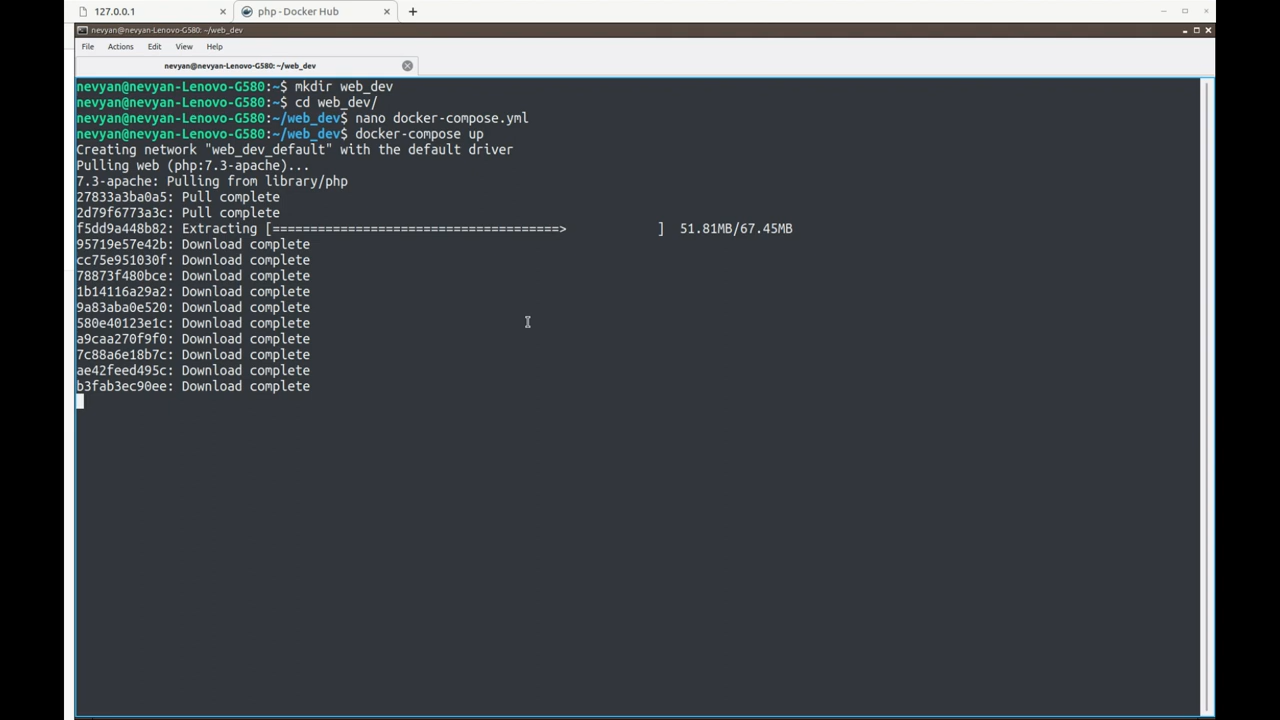 127.0.0.1
php - Docker Hub
nevyan@nevyan-Lenovo-G580: ~/web_dev
File Actions Edit View Help
nevyan@nevyan-Lenovo-G580: ~/web_dev
nevyan@nevyan-Lenovo-G580:~$ mkdir web_dev
nevyan@nevyan-Lenovo-G580:~$ cd web_dev/
nevyan@nevyan-Lenovo-G580:~/web_dev$ nano docker-compose.yml
nevyan@nevyan-Lenovo-G580:~/web_dev$ docker-compose up
Creating network "web_dev_default" with the default driver
Pulling web (php:7.3-apache)...
7.3-apache: Pulling from library/php
27833a3ba0a5: Pull complete
2d79f6773a3c: Pull complete
f5dd9a448b82: Extracting [======================================>            ]  51.81MB/67.45MB
95719e57e42b: Download complete
cc75e951030f: Download complete
78873f480bce: Download complete
1b14116a29a2: Download complete
9a83aba0e520: Download complete
580e40123e1c: Download complete
a9caa270f9f0: Download complete
7c88a6e18b7c: Download complete
ae42feed495c: Download complete
b3fab3ec90ee: Download complete